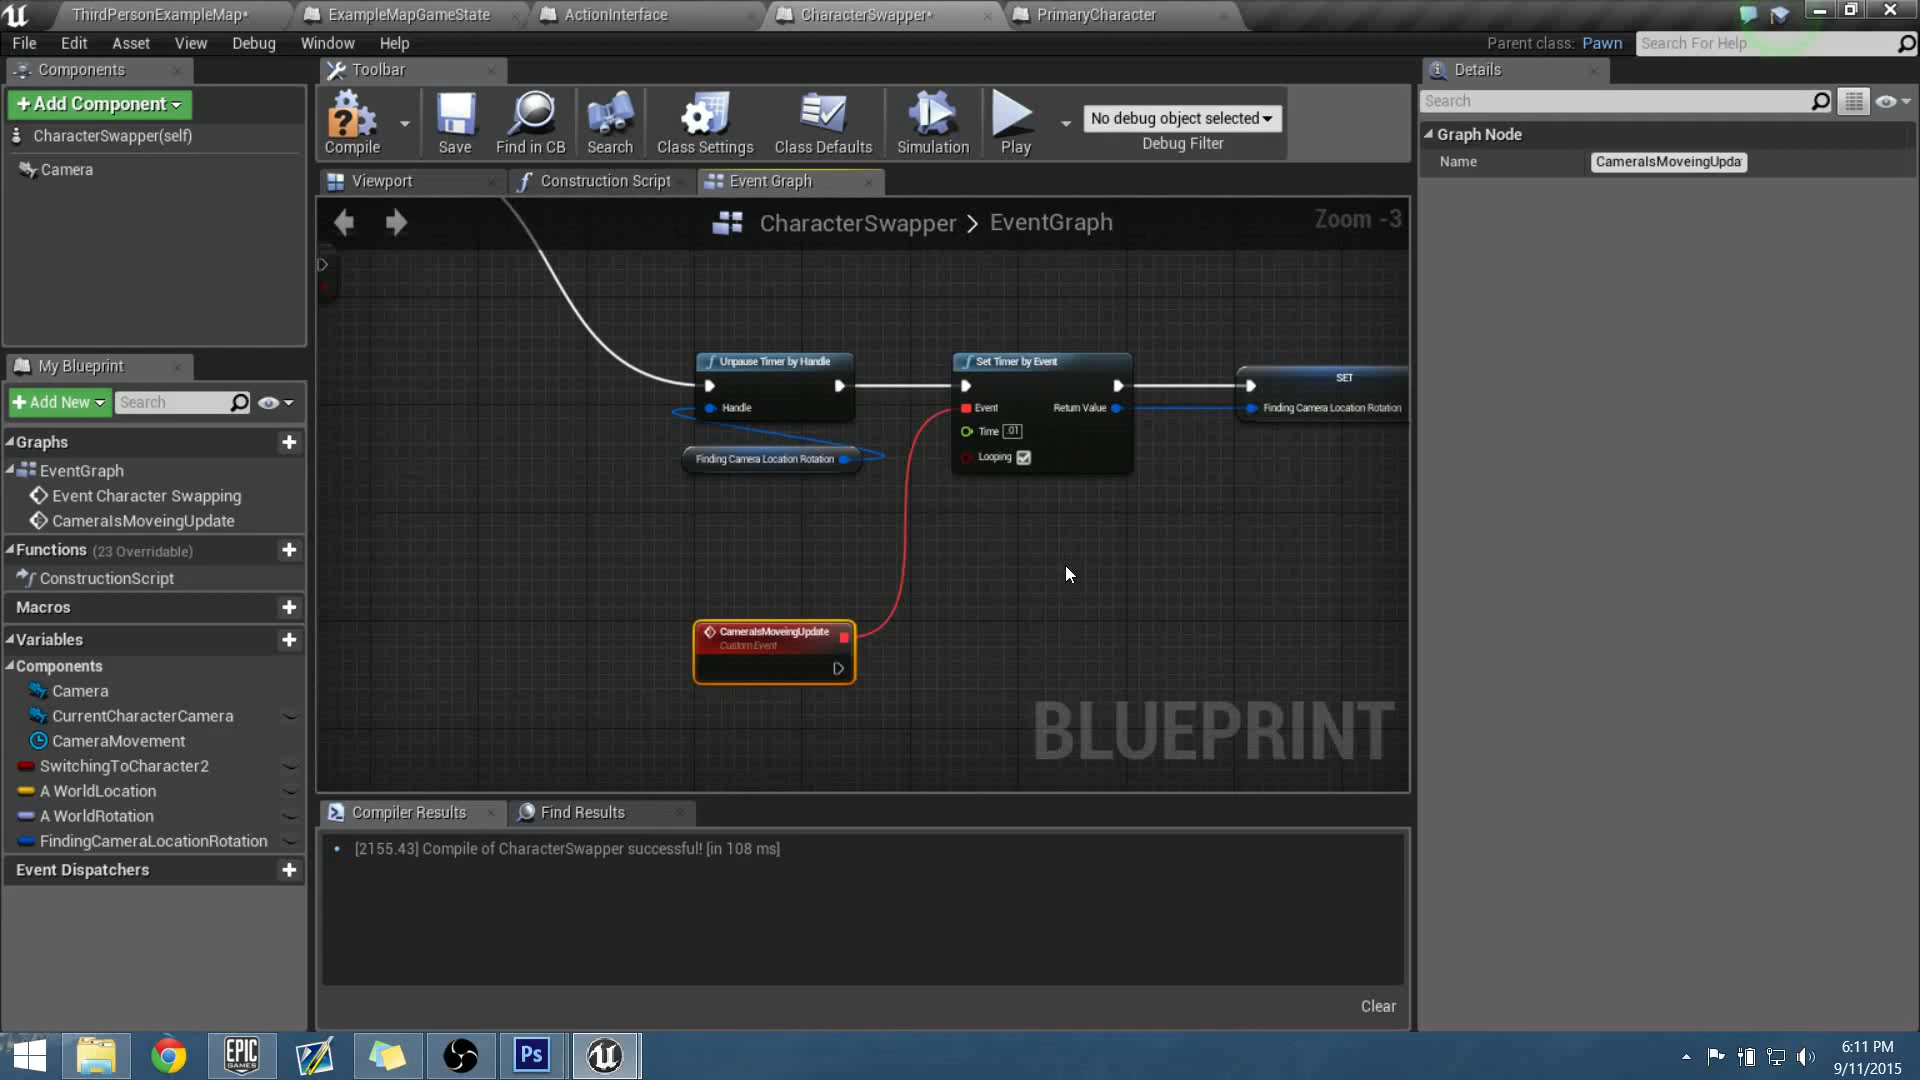 ThirdPersonExampleMap*
ExampleMapGameState
ActionInterface
CharacterSwapper*
PrimaryCharacter
File
Edit
Asset
View
Debug
Window
Help
Parent class: Pawn
Search For Help
Components
Toolbar
Details
+Add Component
CharacterSwapper(self)
Camera
Compile
Save
Find in CB
Search
Class Settings
Class Defaults
Simulation
Play
No debug object selected
Debug Filter
Search
Graph Node
Name
CameraIsMoveingUpda
Viewport
Construction Script
Event Graph
CharacterSwapper > EventGraph
Zoom -3
My Blueprint
+Add New
Search
Graphs
EventGraph
Event Character Swapping
CameraIsMoveingUpdate
Functions (23 Overridable)
ConstructionScript
Macros
Variables
Components
Camera
CurrentCharacterCamera
CameraMovement
SwitchingToCharacter2
A WorldLocation
A WorldRotation
FindingCameraLocationRotation
Event Dispatchers
Unpause Timer by Handle
Handle
Finding Camera Location Rotation
Set Timer by Event
Event
Return Value
Time .01
Looping
SET
Finding Camera Location Rotation
CameraIsMoveingUpdate
Custom Event
BLUEPRINT
Compiler Results
Find Results
[2155.43] Compile of CharacterSwapper successful! [in 108 ms]
Clear
EPIC
GAMES
Ps
6:11 PM
9/11/2015